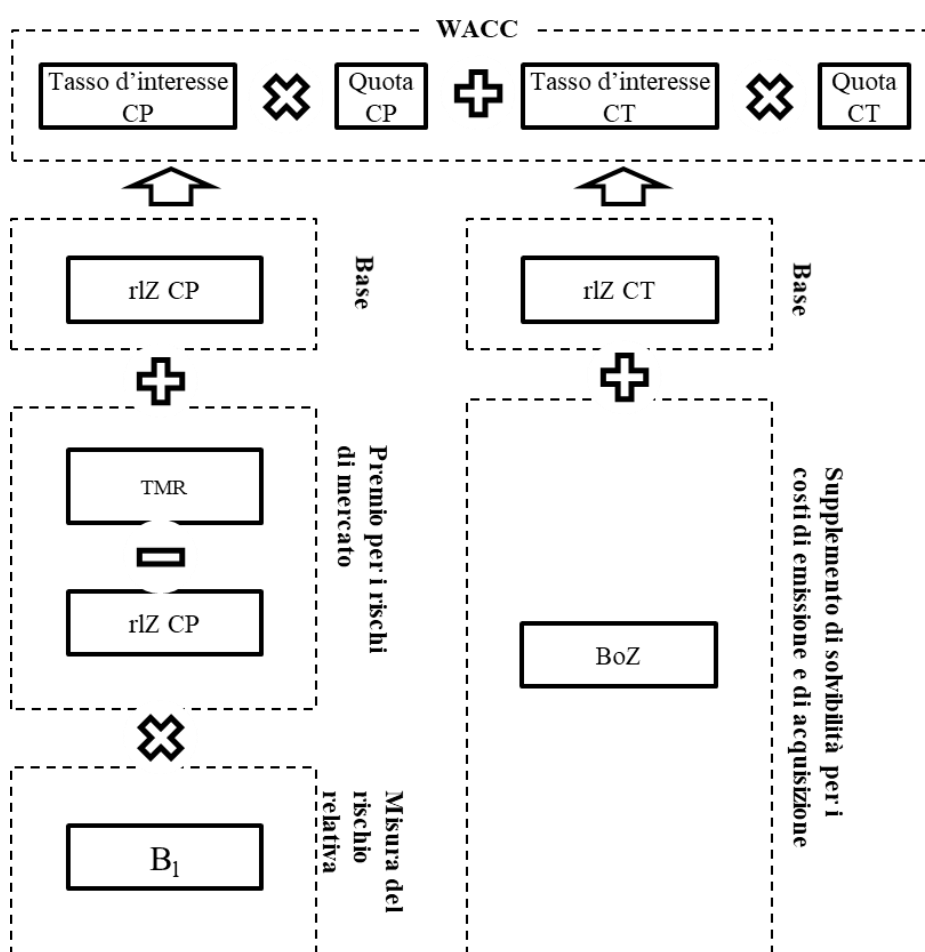 WACC
Tasso d’interesse
CP
Quota
CP
Tasso d’interesse
CT
Quota
CT
rlZ CP
Base
rlZ CT
Base
TMR
rlZ CP
Premio per i rischi
di mercato
BoZ
Supplemento di solvibilità per i
costi di emissione e di acquisizione
B₁
Misura del
rischio
relativa